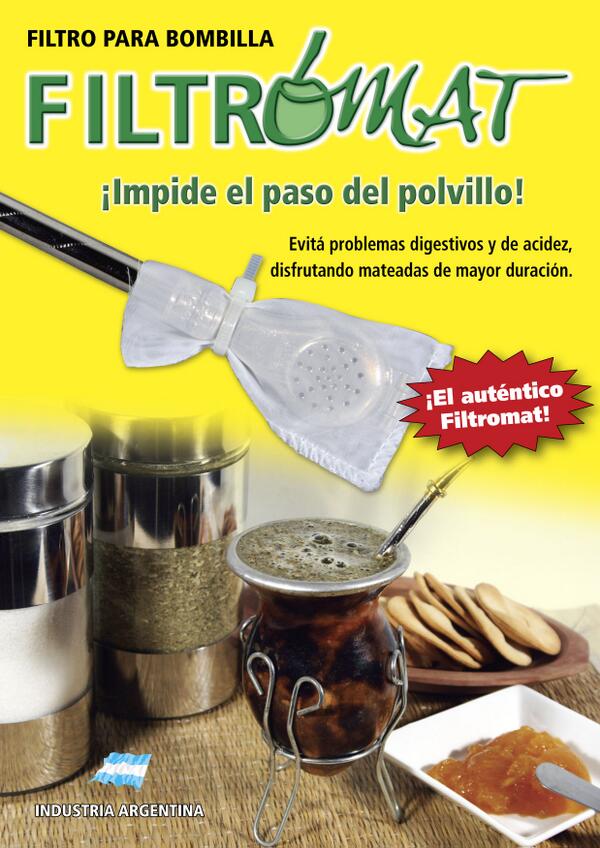 FILTRO PARA BOMBILLA
FILTROMAT
¡Impide el paso del polvillo!
Evitá problemas digestivos y de acidez,
disfrutando mateadas de mayor duración.
¡El auténtico
Filtromat!
INDUSTRIA ARGENTINA